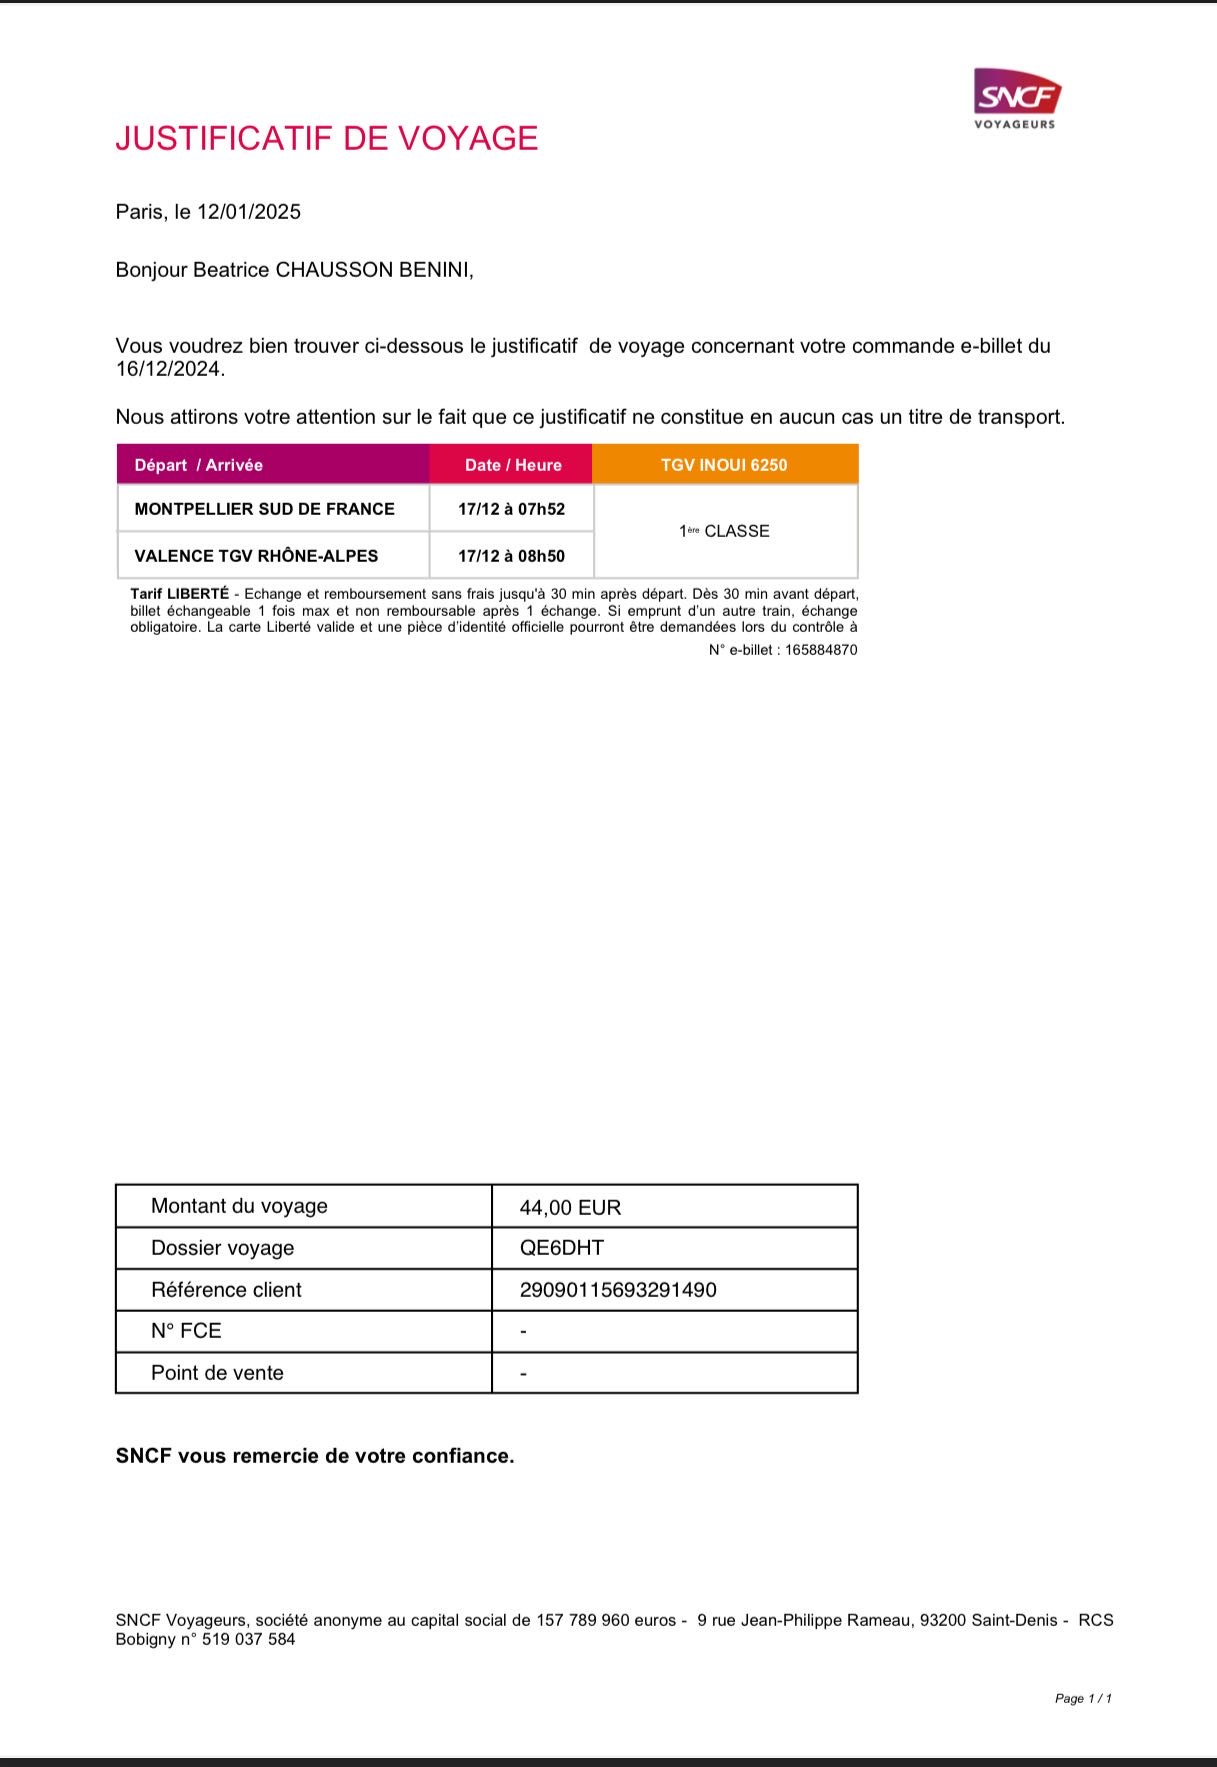 SNCF
VOYAGEURS
JUSTIFICATIF DE VOYAGE
Paris, le 12/01/2025
Bonjour Beatrice CHAUSSON BENINI,
Vous voudrez bien trouver ci-dessous le justificatif  de voyage concernant votre commande e-billet du
16/12/2024.
Nous attirons votre attention sur le fait que ce justificatif ne constitue en aucun cas un titre de transport.
Départ  / Arrivée Date / Heure TGV INOUI 6250
MONTPELLIER SUD DE FRANCE 17/12 à 07h52
1ère CLASSE
VALENCE TGV RHÔNE-ALPES 17/12 à 08h50
Tarif LIBERTÉ - Echange et remboursement sans frais jusqu'à 30 min après départ. Dès 30 min avant départ,
billet échangeable 1 fois max et non remboursable après 1 échange. Si emprunt d'un autre train, échange
obligatoire. La carte Liberté valide et une pièce d'identité officielle pourront être demandées lors du contrôle à
N° e-billet : 165884870
Montant du voyage 44,00 EUR
Dossier voyage QE6DHT
Référence client 29090115693291490
N° FCE -
Point de vente -
SNCF vous remercie de votre confiance.
SNCF Voyageurs, société anonyme au capital social de 157 789 960 euros -  9 rue Jean-Philippe Rameau, 93200 Saint-Denis -  RCS
Bobigny n° 519 037 584
Page 1 / 1